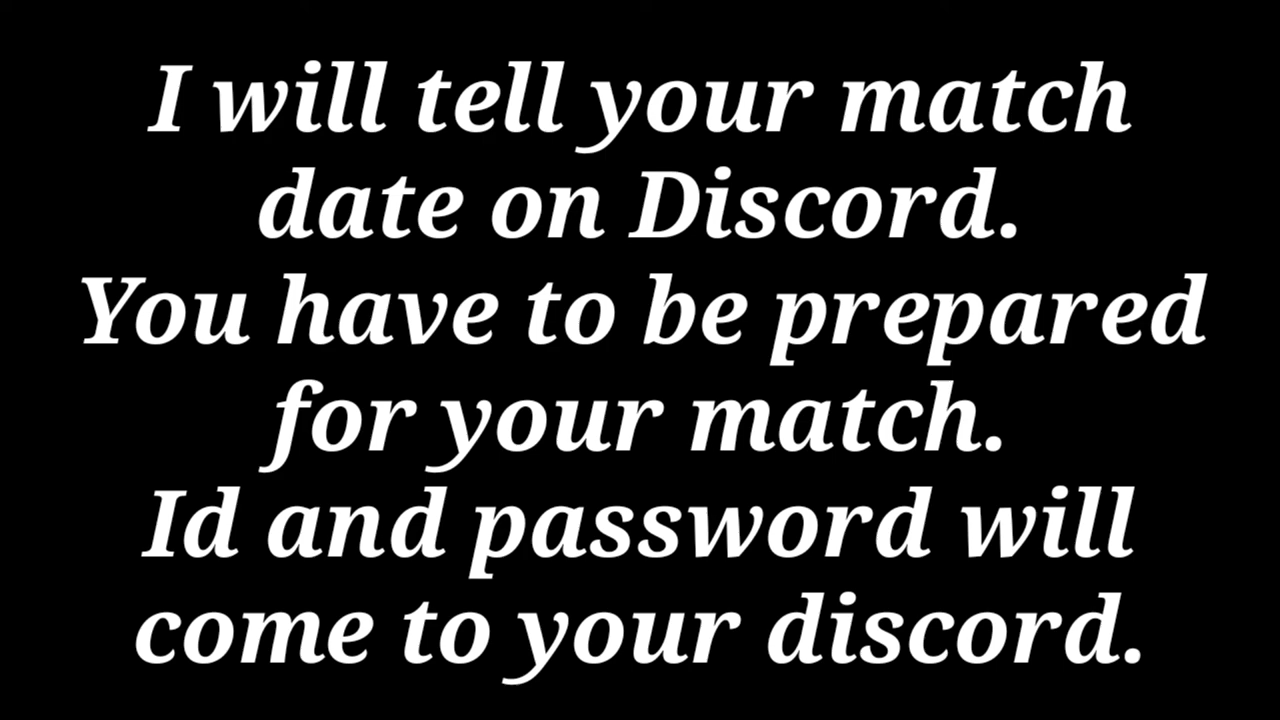 I will tell your match
date on Discord.
You have to be prepared
for your match.
Id and password will
come to your discord.